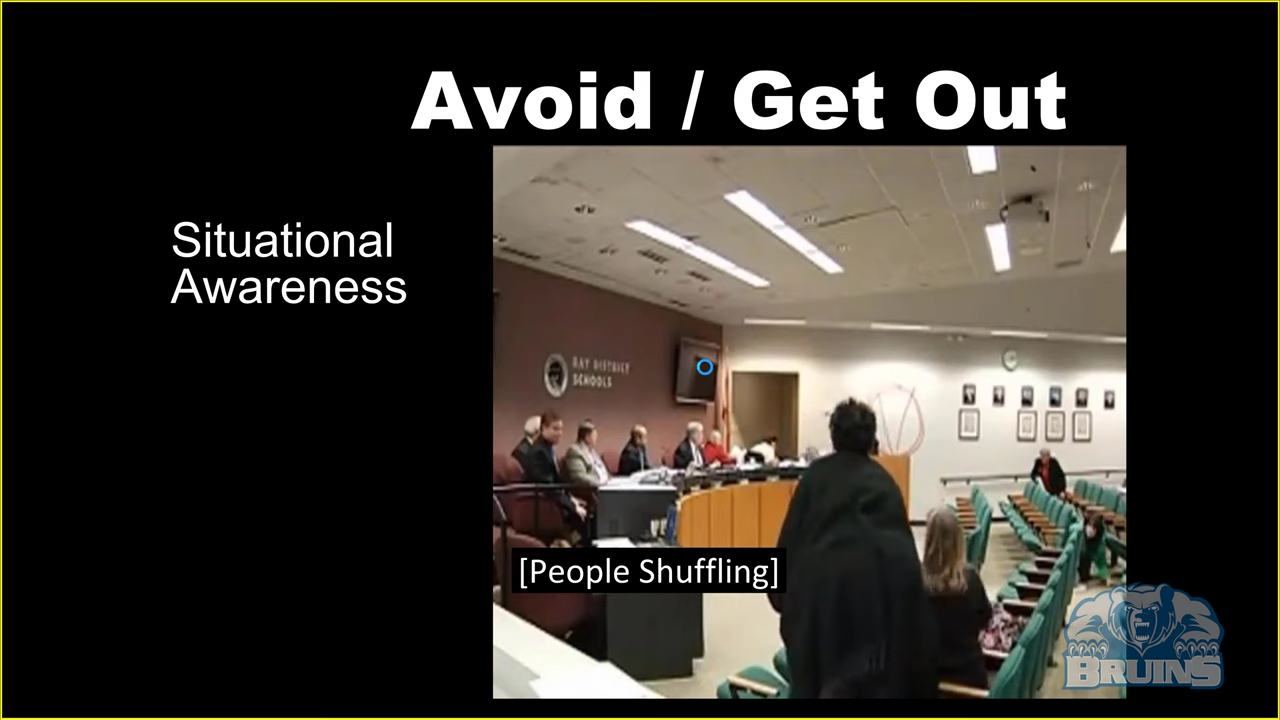 Avoid / Get Out
Situational
Awareness
BAY DISTRICT
SCHOOLS
[People Shuffling]
BRUINS